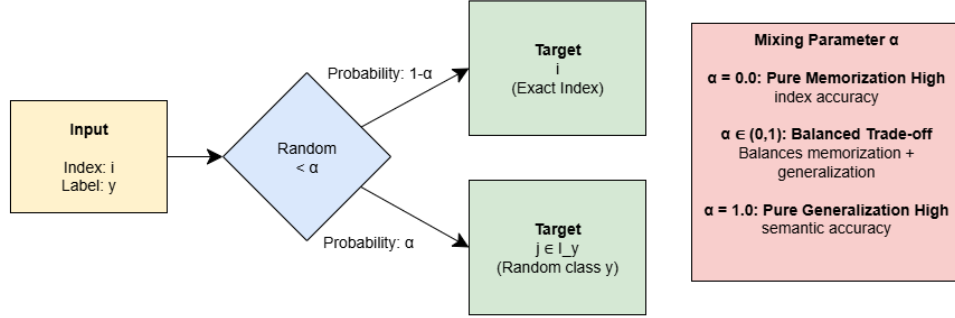 Input
Index: i
Label: y
Random
< α
Probability: 1-α
Target
i
(Exact Index)
Probability: α
Target
j ∈ I_y
(Random class y)
Mixing Parameter α
α = 0.0: Pure Memorization High
index accuracy
α ∈ (0,1): Balanced Trade-off
Balances memorization +
generalization
α = 1.0: Pure Generalization High
semantic accuracy